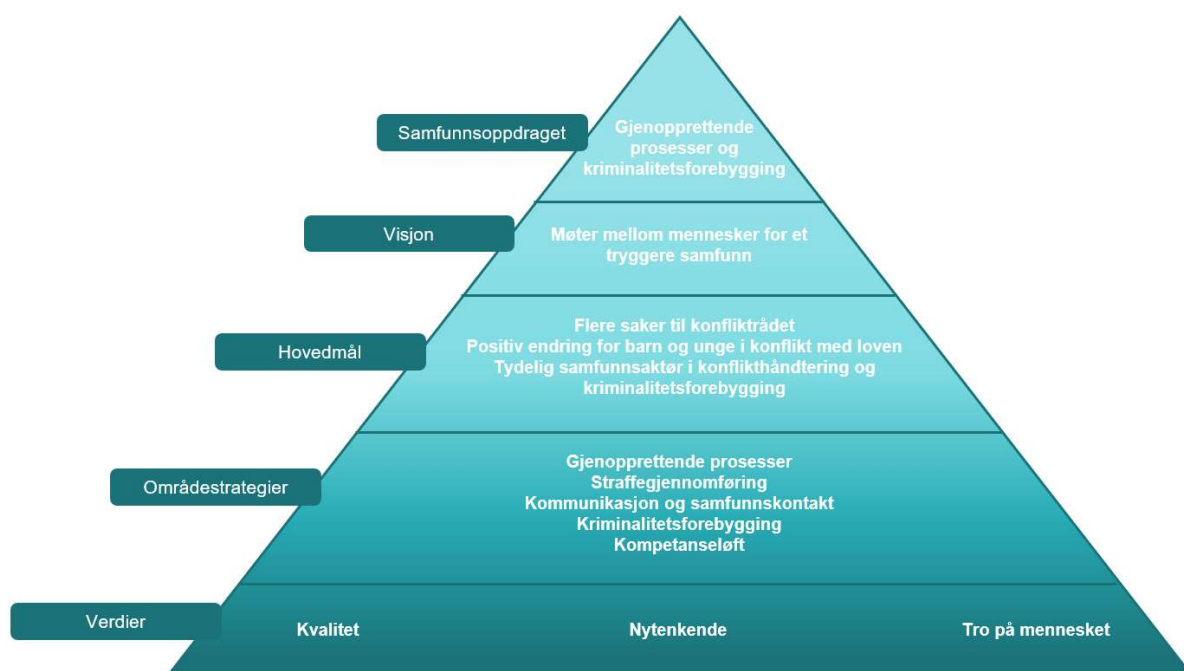 Samfunnsoppdraget
Gjenopprettende
prosesser og
kriminalitetsforebygging
Visjon
Møter mellom mennesker for et
tryggere samfunn
Hovedmål
Flere saker til konfliktrådet
Positiv endring for barn og unge i konflikt med loven
Tydelig samfunnsaktør i konflikthåndtering og
kriminalitetsforebygging
Områdestrategier
Gjenopprettende prosesser
Straffegjennomføring
Kommunikasjon og samfunnskontakt
Kriminalitetsforebygging
Kompetanseløft
Verdier
Kvalitet
Nytenkende
Tro på mennesket